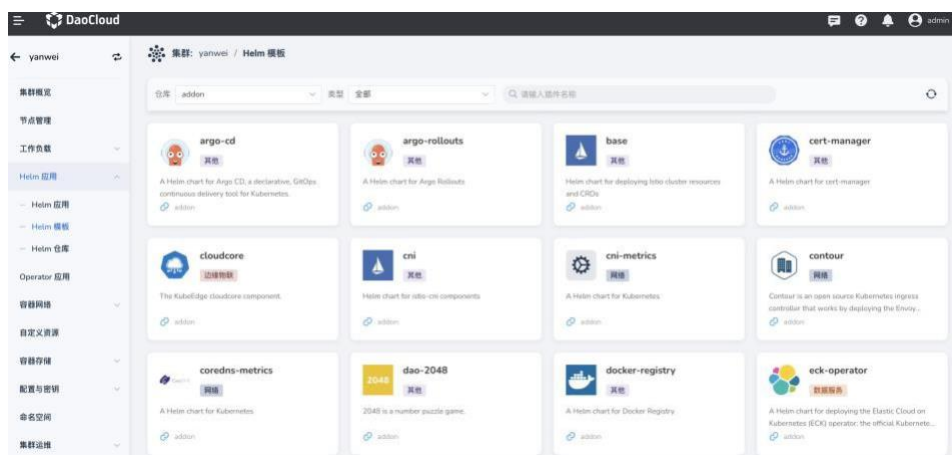 DaoCloud
admin
yanwei
集群: yanwei / Helm 模板
集群概览
节点管理
工作负载
Helm 应用
Helm 应用
Helm 模板
Helm 仓库
Operator 应用
容器网络
自定义资源
容器存储
配置与密钥
命名空间
集群运维
仓库 addon
类型 全部
请输入插件名称
argo-cd
其他
A Helm chart for Argo CD, a declarative, GitOps
continuous delivery tool for Kubernetes.
addon
argo-rollouts
其他
A Helm chart for Argo Rollouts
addon
base
其他
Helm chart for deploying Istio cluster resources
and CRDs
addon
cert-manager
其他
A Helm chart for cert-manager
addon
cloudcore
边缘物联
The KubeEdge cloudcore component.
addon
cni
其他
Helm chart for istio-cni components
addon
cni-metrics
网络
A Helm chart for Kubernetes
addon
contour
网络
Contour is an open source Kubernetes ingress
controller that works by deploying the Envoy...
addon
coredns-metrics
网络
A Helm chart for Kubernetes
addon
2048
dao-2048
其他
2048 is a number puzzle game.
addon
docker-registry
其他
A Helm chart for Docker Registry
addon
eck-operator
数据服务
A Helm chart for deploying the Elastic Cloud on
Kubernetes (ECK) operator: the official Kubernete...
addon